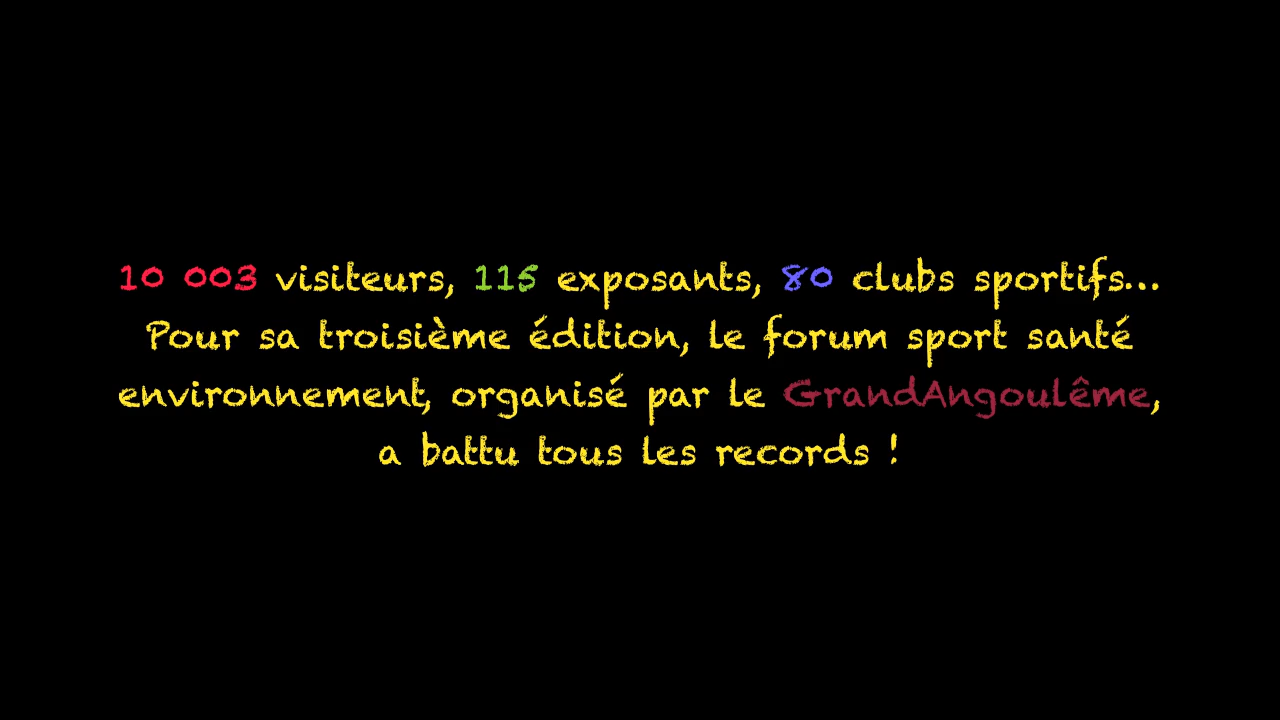 10 003 visiteurs, 115 exposants, 80 clubs sportifs...
Pour sa troisième édition, le forum sport santé
environnement, organisé par le GrandAngoulême,
a battu tous les records !